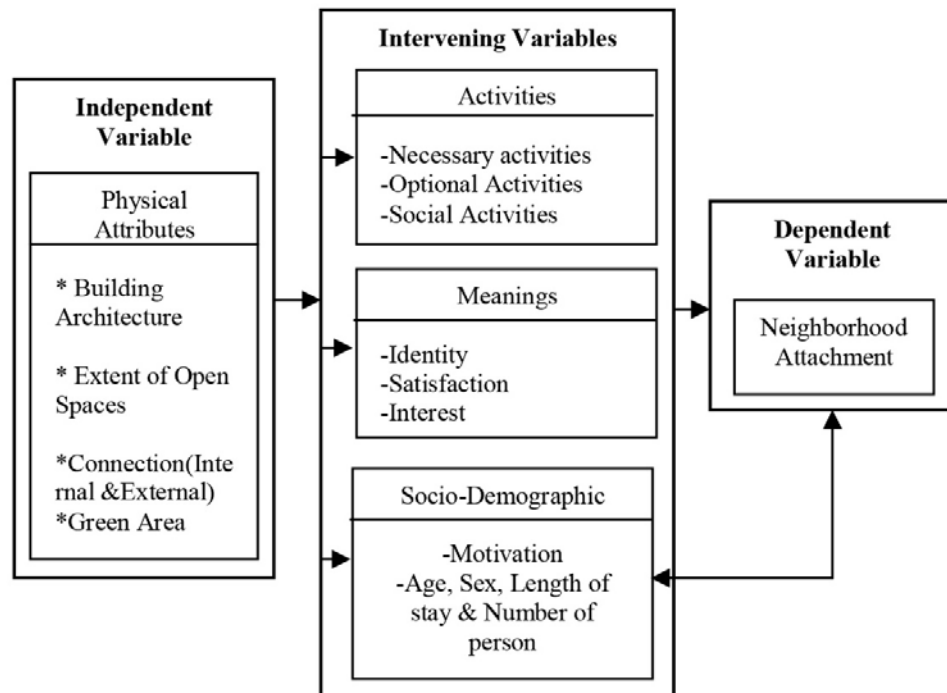 Independent
Variable
Physical
Attributes
* Building
Architecture
* Extent of Open
Spaces
*Connection(Inter
nal &External)
*Green Area
Intervening Variables
Activities
-Necessary activities
-Optional Activities
-Social Activities
Meanings
-Identity
-Satisfaction
-Interest
Socio-Demographic
-Motivation
-Age, Sex, Length of
stay & Number of
person
Dependent
Variable
Neighborhood
Attachment